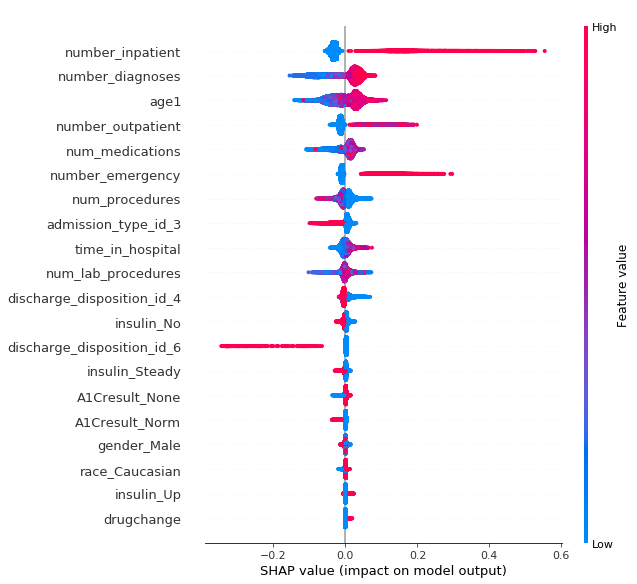 High
number_inpatient
number_diagnoses
age1
number_outpatient
num_medications
number_emergency
num_procedures
admission_type_id_3
time_in_hospital
num_lab_procedures
discharge_disposition_id_4
insulin_No
discharge_disposition_id_6
insulin_Steady
A1Cresult_None
A1Cresult_Norm
gender_Male
race_Caucasian
insulin_Up
drugchange
Low
Feature value
−0.2 0.0 0.2 0.4 0.6
SHAP value (impact on model output)